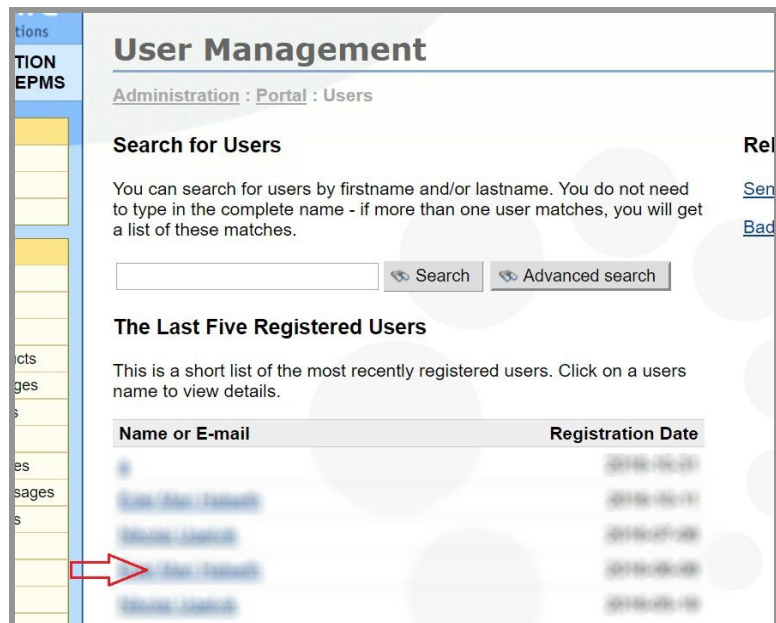 tions
TION
EPMS
User Management
Administration : Portal : Users
Search for Users
You can search for users by firstname and/or lastname. You do not need
to type in the complete name - if more than one user matches, you will get
a list of these matches.
Search
Advanced search
The Last Five Registered Users
This is a short list of the most recently registered users. Click on a users
name to view details.
Name or E-mail Registration Date
Rel
Sen
Bad
icts
ges
s
es
sages
s